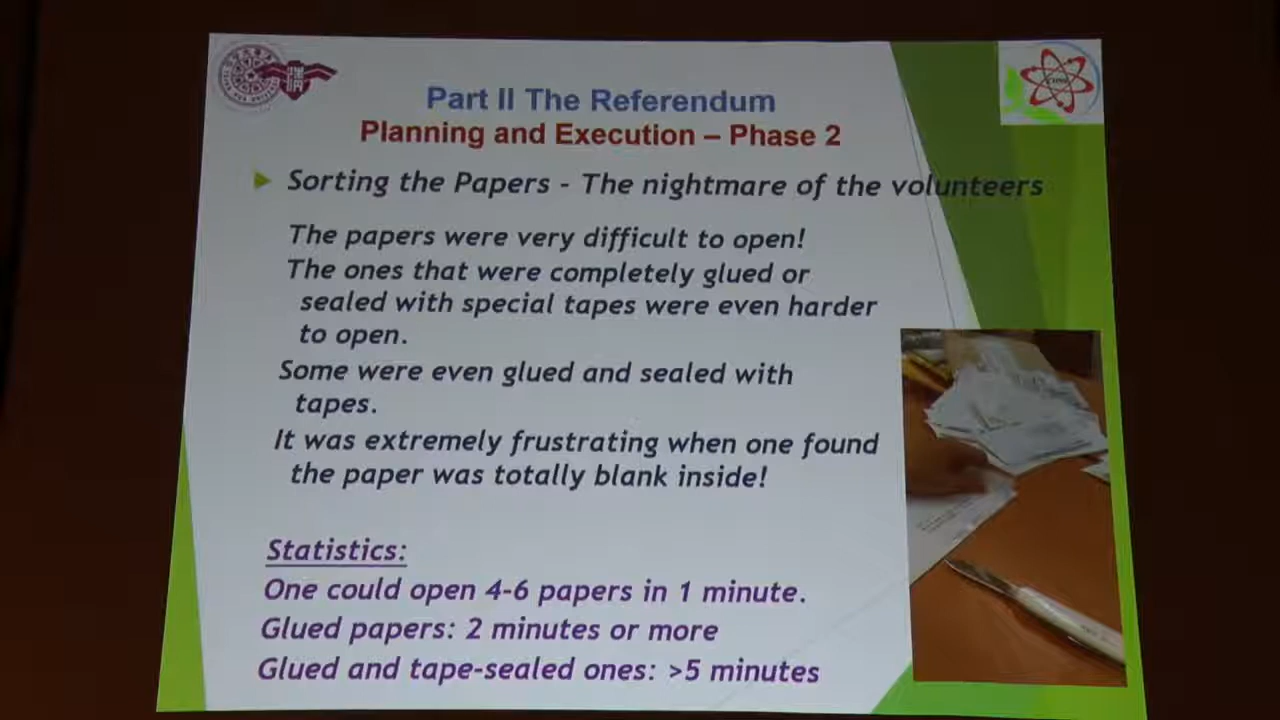 Part II The Referendum
Planning and Execution – Phase 2
Sorting the Papers - The nightmare of the volunteers
The papers were very difficult to open!
The ones that were completely glued or
sealed with special tapes were even harder
to open.
Some were even glued and sealed with
tapes.
It was extremely frustrating when one found
the paper was totally blank inside!
Statistics:
One could open 4-6 papers in 1 minute.
Glued papers: 2 minutes or more
Glued and tape-sealed ones: >5 minutes